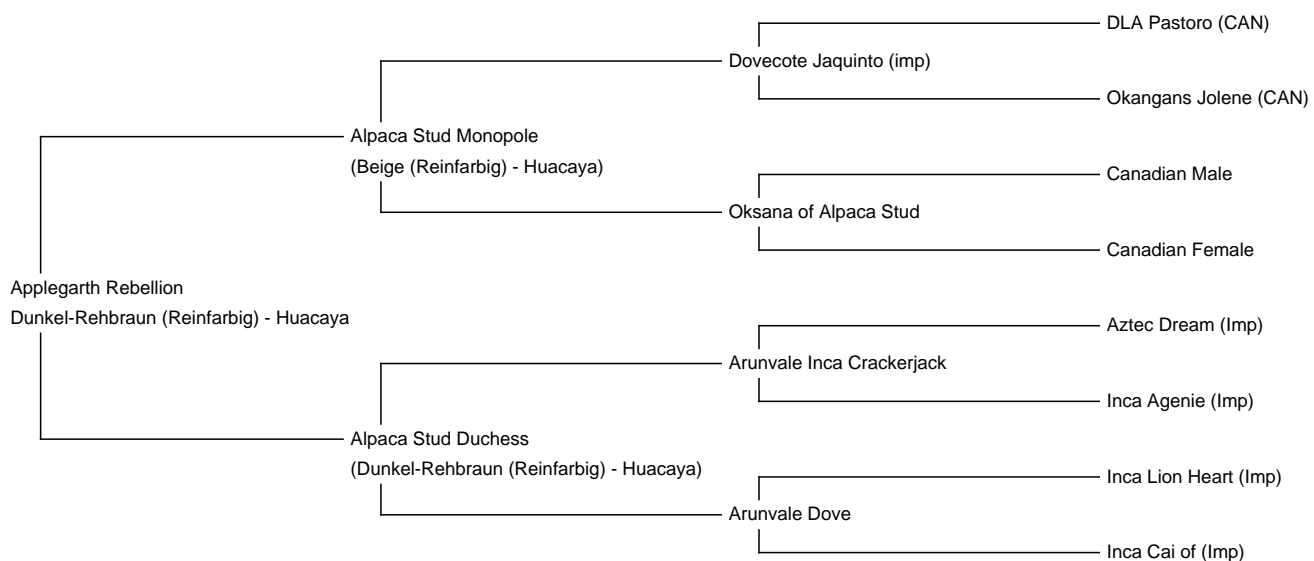 DLA Pastoro (CAN)
Dovecote Jaquinto (imp)
Okangans Jolene (CAN)
Alpaca Stud Monopole
(Beige (Reinfarbig) - Huacaya)
Canadian Male
Oksana of Alpaca Stud
Canadian Female
Applegarth Rebellion
Dunkel-Rehbraun (Reinfarbig) - Huacaya
Aztec Dream (Imp)
Arunvale Inca Crackerjack
Inca Agenie (Imp)
Alpaca Stud Duchess
(Dunkel-Rehbraun (Reinfarbig) - Huacaya)
Inca Lion Heart (Imp)
Arunvale Dove
Inca Cai of (Imp)